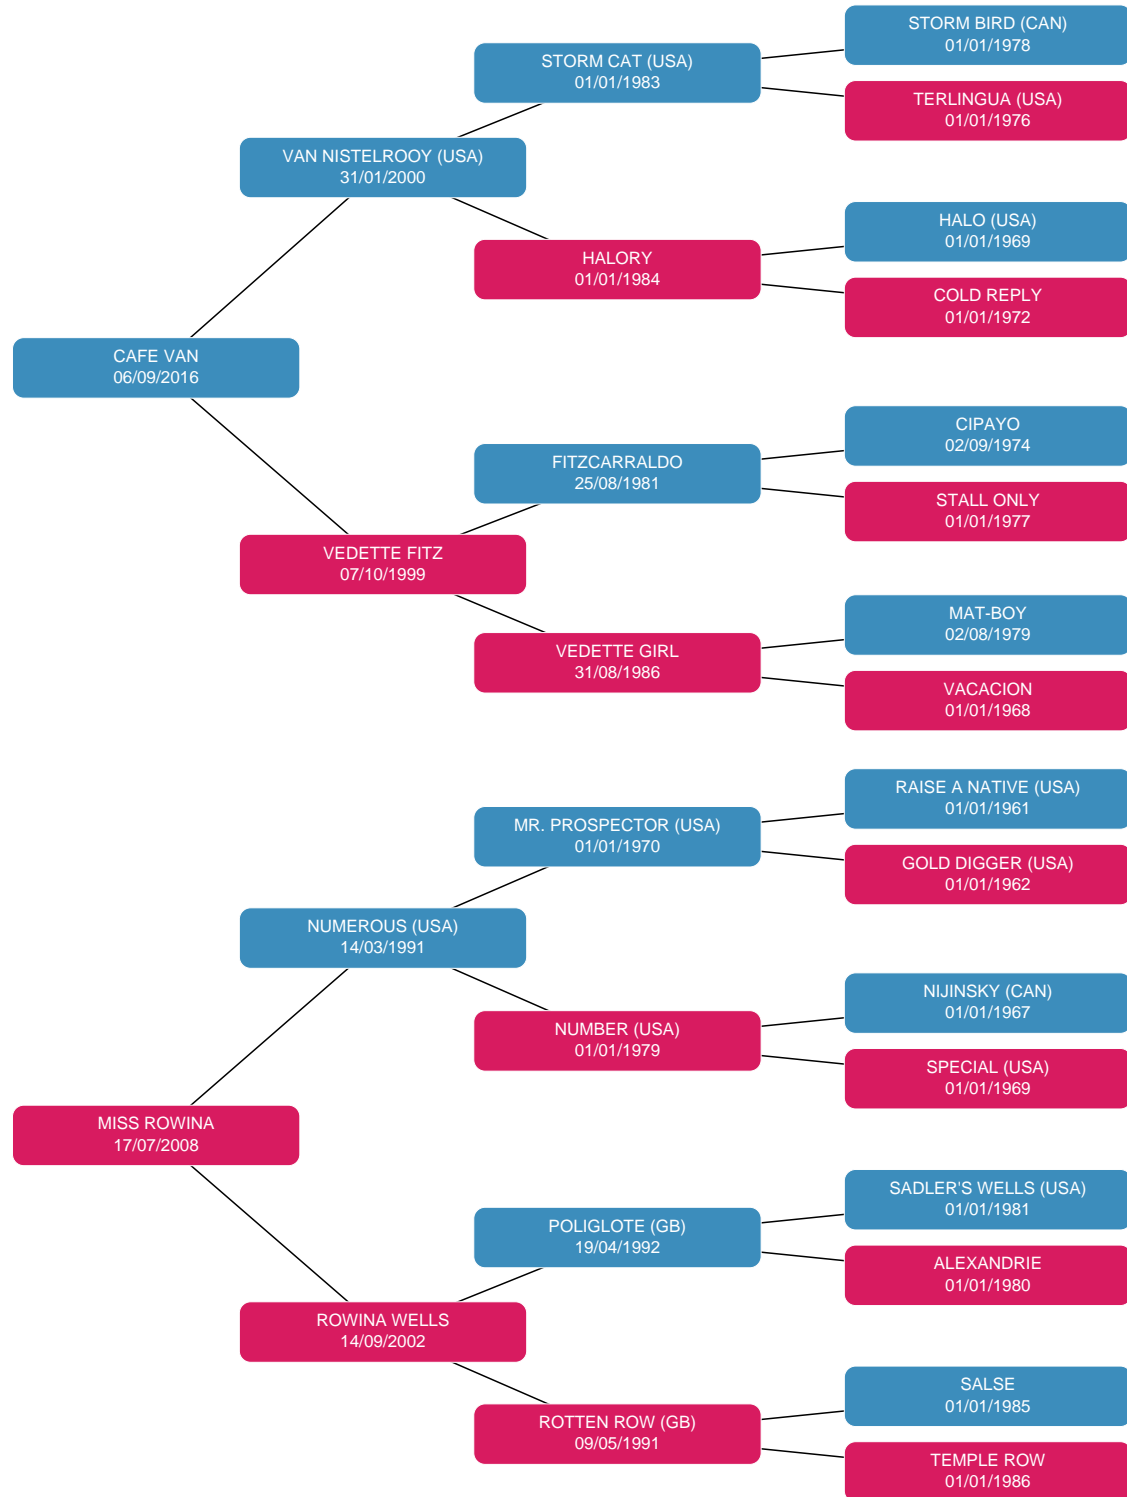 STORM BIRD (CAN)
01/01/1978
STORM CAT (USA)
01/01/1983
TERLINGUA (USA)
01/01/1976
VAN NISTELROOY (USA)
31/01/2000
HALO (USA)
01/01/1969
HALORY
01/01/1984
COLD REPLY
01/01/1972
CAFE VAN
06/09/2016
CIPAYO
02/09/1974
FITZCARRALDO
25/08/1981
STALL ONLY
01/01/1977
VEDETTE FITZ
07/10/1999
MAT-BOY
02/08/1979
VEDETTE GIRL
31/08/1986
VACACION
01/01/1968
RAISE A NATIVE (USA)
01/01/1961
MR. PROSPECTOR (USA)
01/01/1970
GOLD DIGGER (USA)
01/01/1962
NUMEROUS (USA)
14/03/1991
NIJINSKY (CAN)
01/01/1967
NUMBER (USA)
01/01/1979
SPECIAL (USA)
01/01/1969
MISS ROWINA
17/07/2008
SADLER'S WELLS (USA)
01/01/1981
POLIGLOTE (GB)
19/04/1992
ALEXANDRIE
01/01/1980
ROWINA WELLS
14/09/2002
SALSE
01/01/1985
ROTTEN ROW (GB)
09/05/1991
TEMPLE ROW
01/01/1986